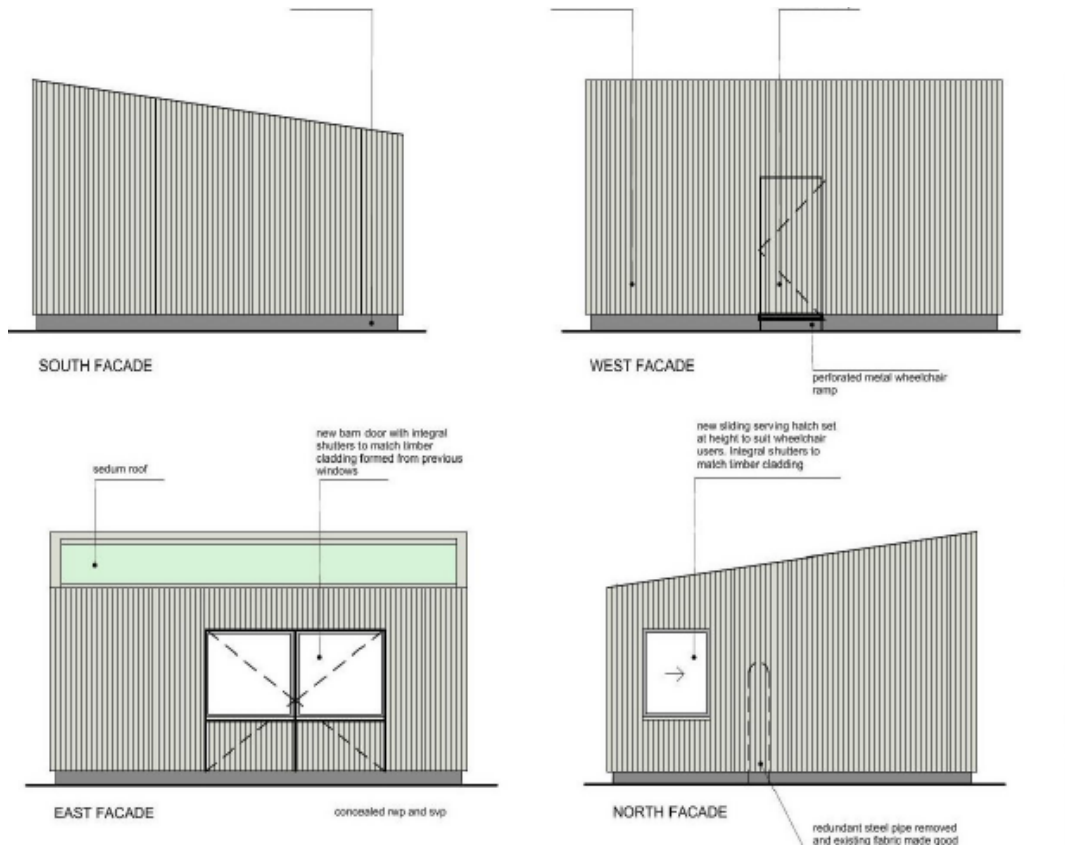 SOUTH FACADE
WEST FACADE
perforated metal wheelchair
ramp
sedum roof
new barn door with integral
shutters to match timber
cladding formed from previous
windows
new sliding serving hatch set
at height to suit wheelchair
users. Integral shutters to
match timber cladding
EAST FACADE
concealed rwp and svp
NORTH FACADE
redundant steel pipe removed
and existing fabric made good